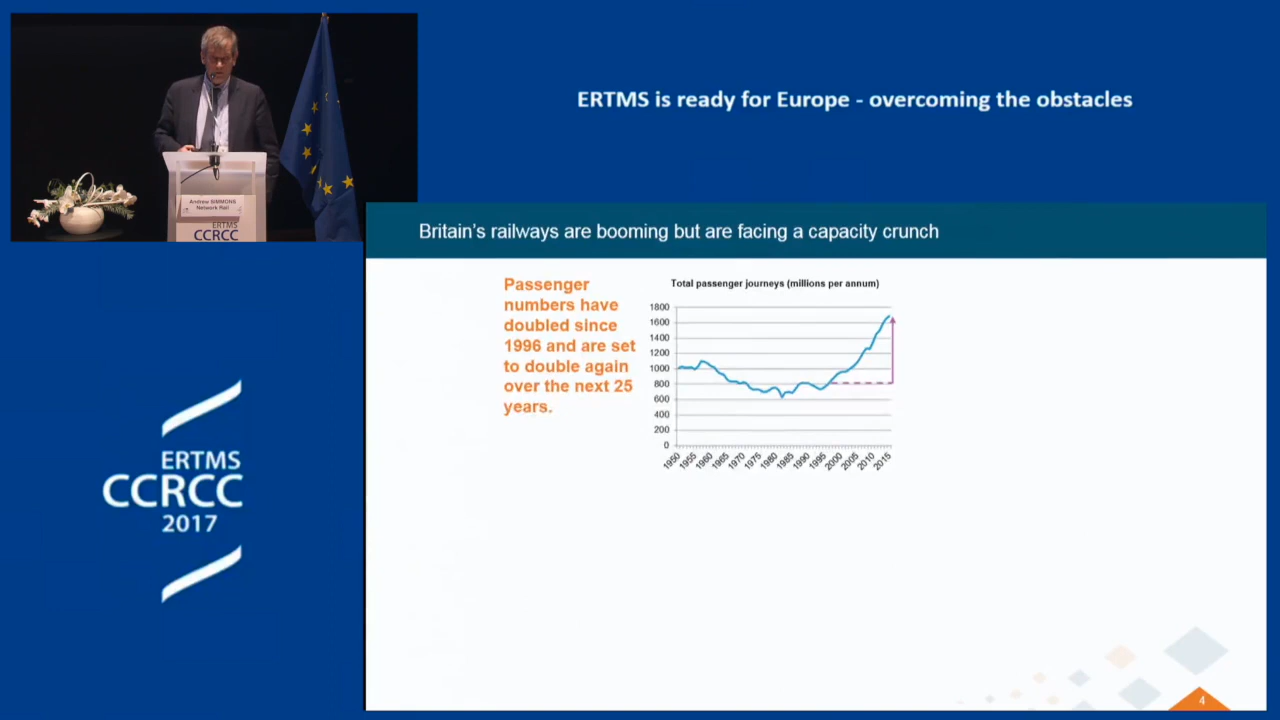 ERTMS is ready for Europe - overcoming the obstacles
Andrew SIMMONS
Network Rail
ERTMS
CCRCC
Britain's railways are booming but are facing a capacity crunch
Passenger
numbers have
doubled since
1996 and are set
to double again
over the next 25
years.
Total passenger journeys (millions per annum)
1800
1600
1400
1200
1000
800
600
400
200
0
1950
1955
1960
1965
1970
1975
1980
1985
1990
1995
2000
2005
2010
2015
ERTMS
CCRCC
2017
4